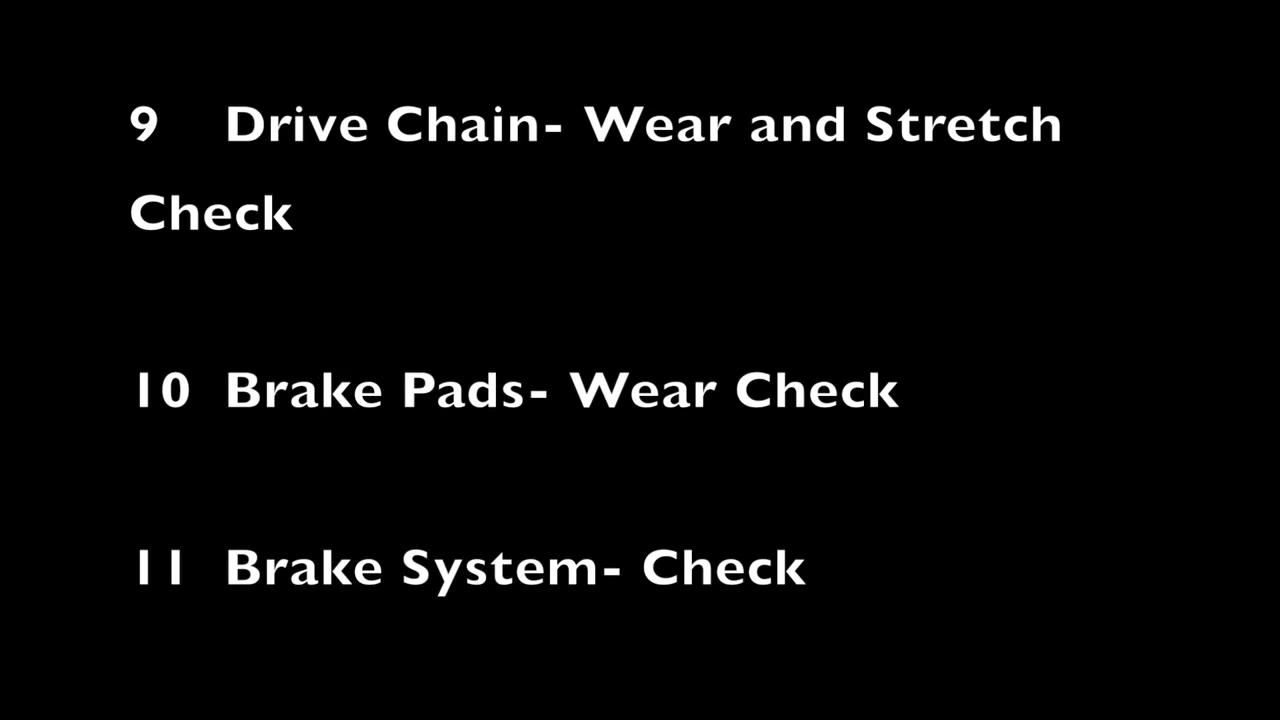 9 Drive Chain- Wear and Stretch
Check
10 Brake Pads- Wear Check
11 Brake System- Check